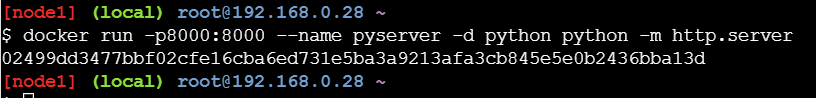 [node1] (local) root@192.168.0.28 ~
$ docker run -p8000:8000 --name pyserver -d python python -m http.server
02499dd3477bbf02cfe16cba6ed731e5ba3a9213afa3cb845e5e0b2436bba13d
[node1] (local) root@192.168.0.28 ~